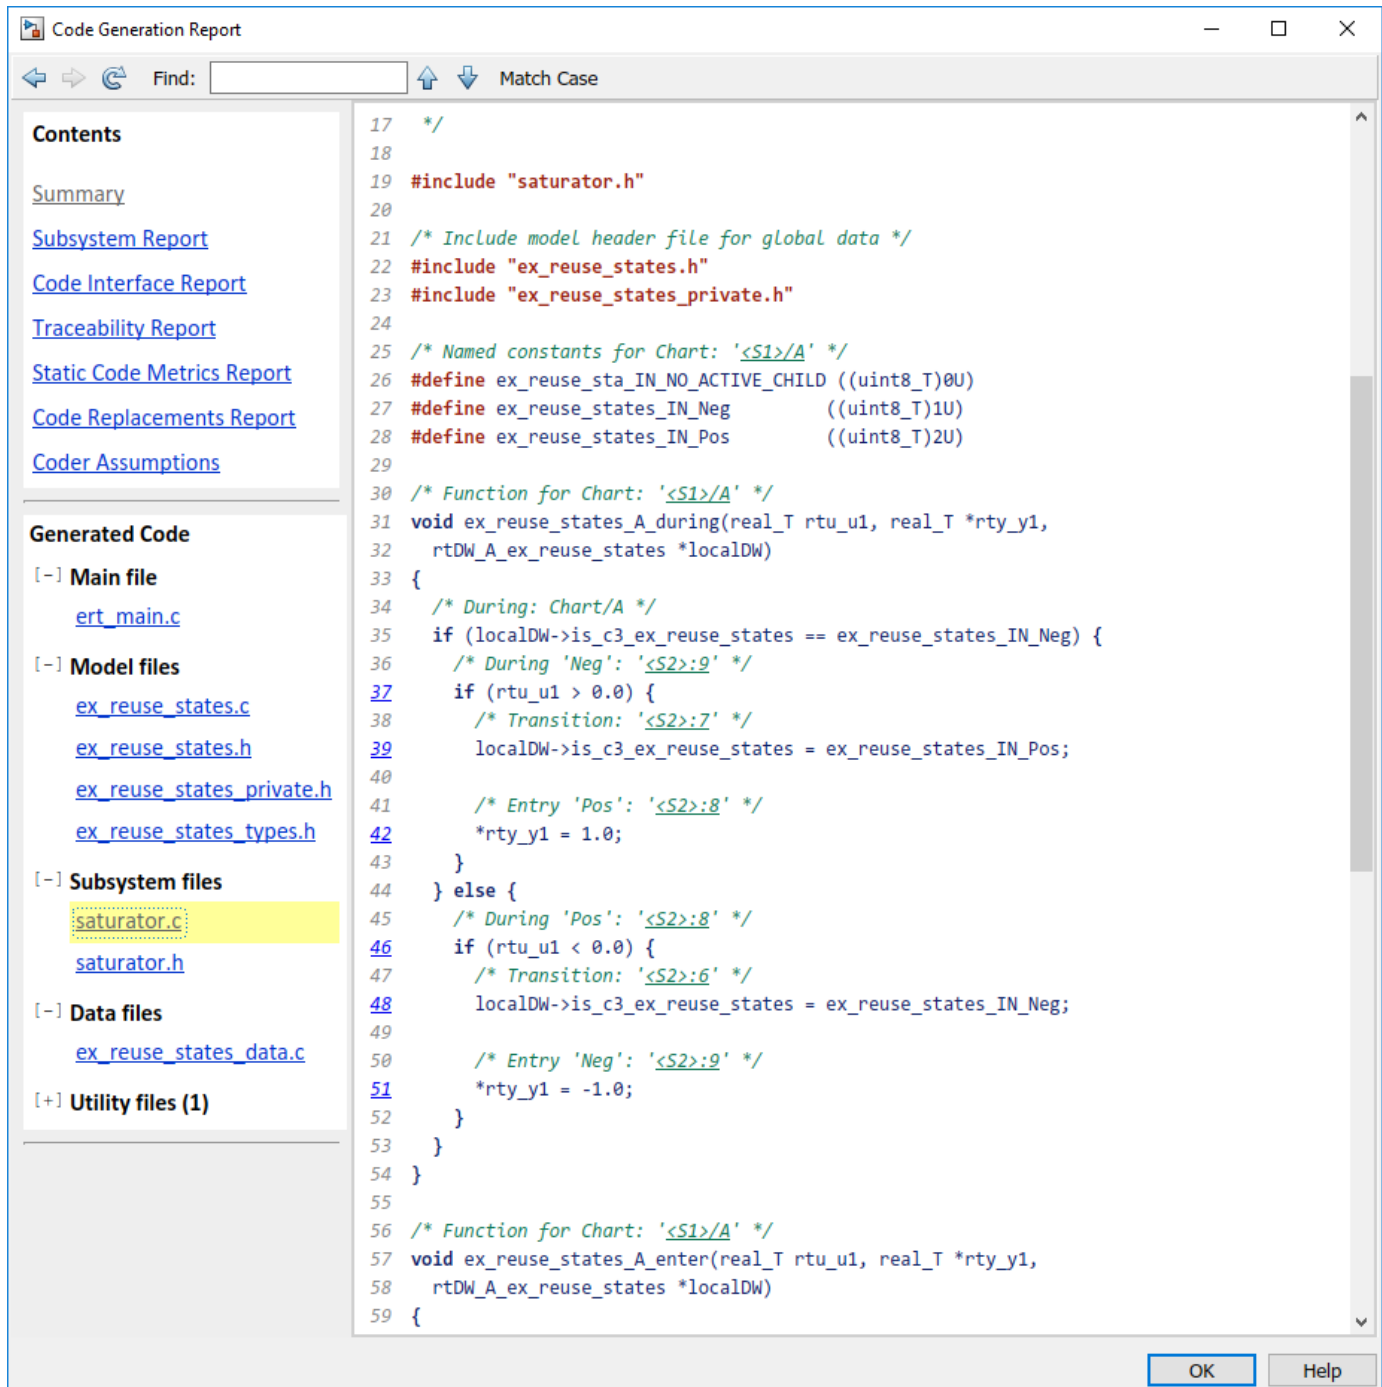 Code Generation Report
Find:
Match Case
Contents
Summary
Subsystem Report
Code Interface Report
Traceability Report
Static Code Metrics Report
Code Replacements Report
Coder Assumptions
Generated Code
[-] Main file
ert_main.c
[-] Model files
ex_reuse_states.c
ex_reuse_states.h
ex_reuse_states_private.h
ex_reuse_states_types.h
[-] Subsystem files
saturator.c
saturator.h
[-] Data files
ex_reuse_states_data.c
[+] Utility files (1)
17 */
18
19 #include "saturator.h"
20
21 /* Include model header file for global data */
22 #include "ex_reuse_states.h"
23 #include "ex_reuse_states_private.h"
24
25 /* Named constants for Chart: '<S1>/A' */
26 #define ex_reuse_sta_IN_NO_ACTIVE_CHILD ((uint8_T)0U)
27 #define ex_reuse_states_IN_Neg ((uint8_T)1U)
28 #define ex_reuse_states_IN_Pos ((uint8_T)2U)
29
30 /* Function for Chart: '<S1>/A' */
31 void ex_reuse_states_A_during(real_T rtu_u1, real_T *rty_y1,
32 rtDW_A_ex_reuse_states *localDW)
33 {
34 /* During: Chart/A */
35 if (localDW->is_c3_ex_reuse_states == ex_reuse_states_IN_Neg) {
36 /* During 'Neg': '<S2>:9' */
37 if (rtu_u1 > 0.0) {
38 /* Transition: '<S2>:7' */
39 localDW->is_c3_ex_reuse_states = ex_reuse_states_IN_Pos;
40
41 /* Entry 'Pos': '<S2>:8' */
42 *rty_y1 = 1.0;
43 }
44 } else {
45 /* During 'Pos': '<S2>:8' */
46 if (rtu_u1 < 0.0) {
47 /* Transition: '<S2>:6' */
48 localDW->is_c3_ex_reuse_states = ex_reuse_states_IN_Neg;
49
50 /* Entry 'Neg': '<S2>:9' */
51 *rty_y1 = -1.0;
52 }
53 }
54 }
55
56 /* Function for Chart: '<S1>/A' */
57 void ex_reuse_states_A_enter(real_T rtu_u1, real_T *rty_y1,
58 rtDW_A_ex_reuse_states *localDW)
59 {
OK
Help